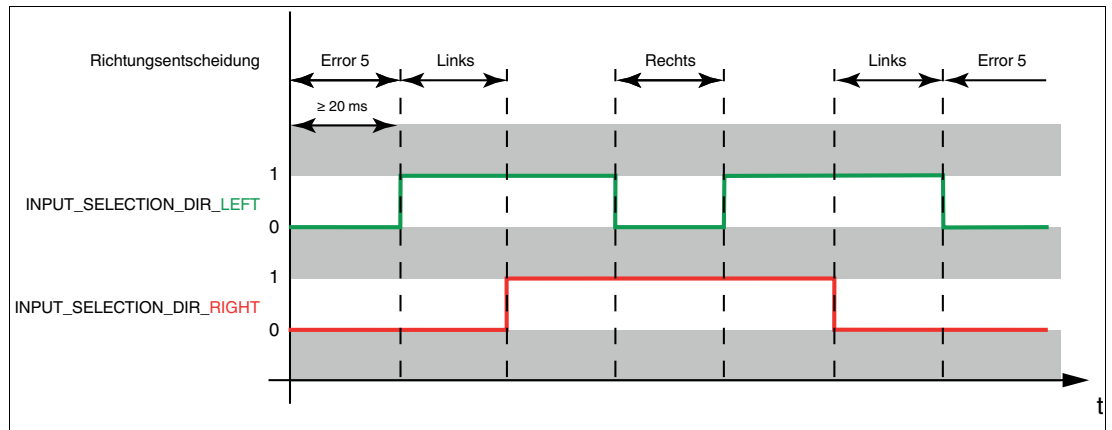 Richtungsentscheidung Error 5 Links Rechts Links Error 5
≥ 20 ms
1
INPUT_SELECTION_DIR_LEFT
0
1
INPUT_SELECTION_DIR_RIGHT
0
t